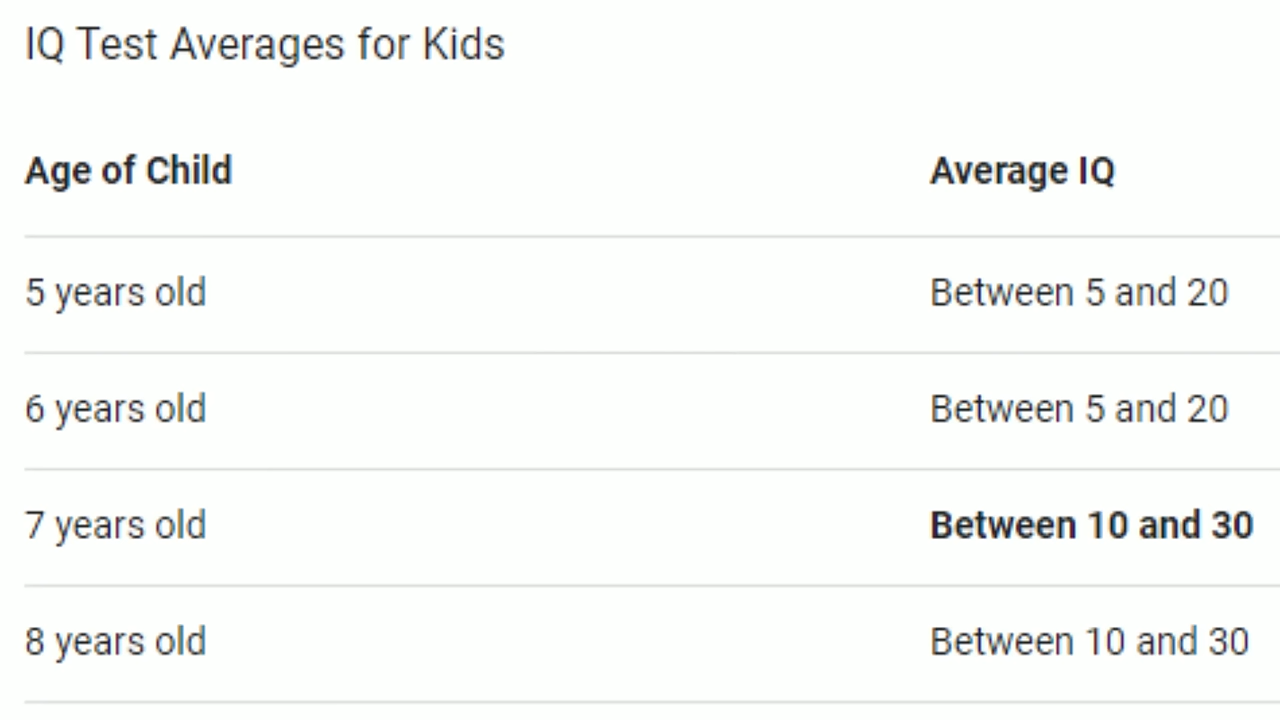 IQ Test Averages for Kids
Age of Child Average IQ
5 years old Between 5 and 20
6 years old Between 5 and 20
7 years old Between 10 and 30
8 years old Between 10 and 30